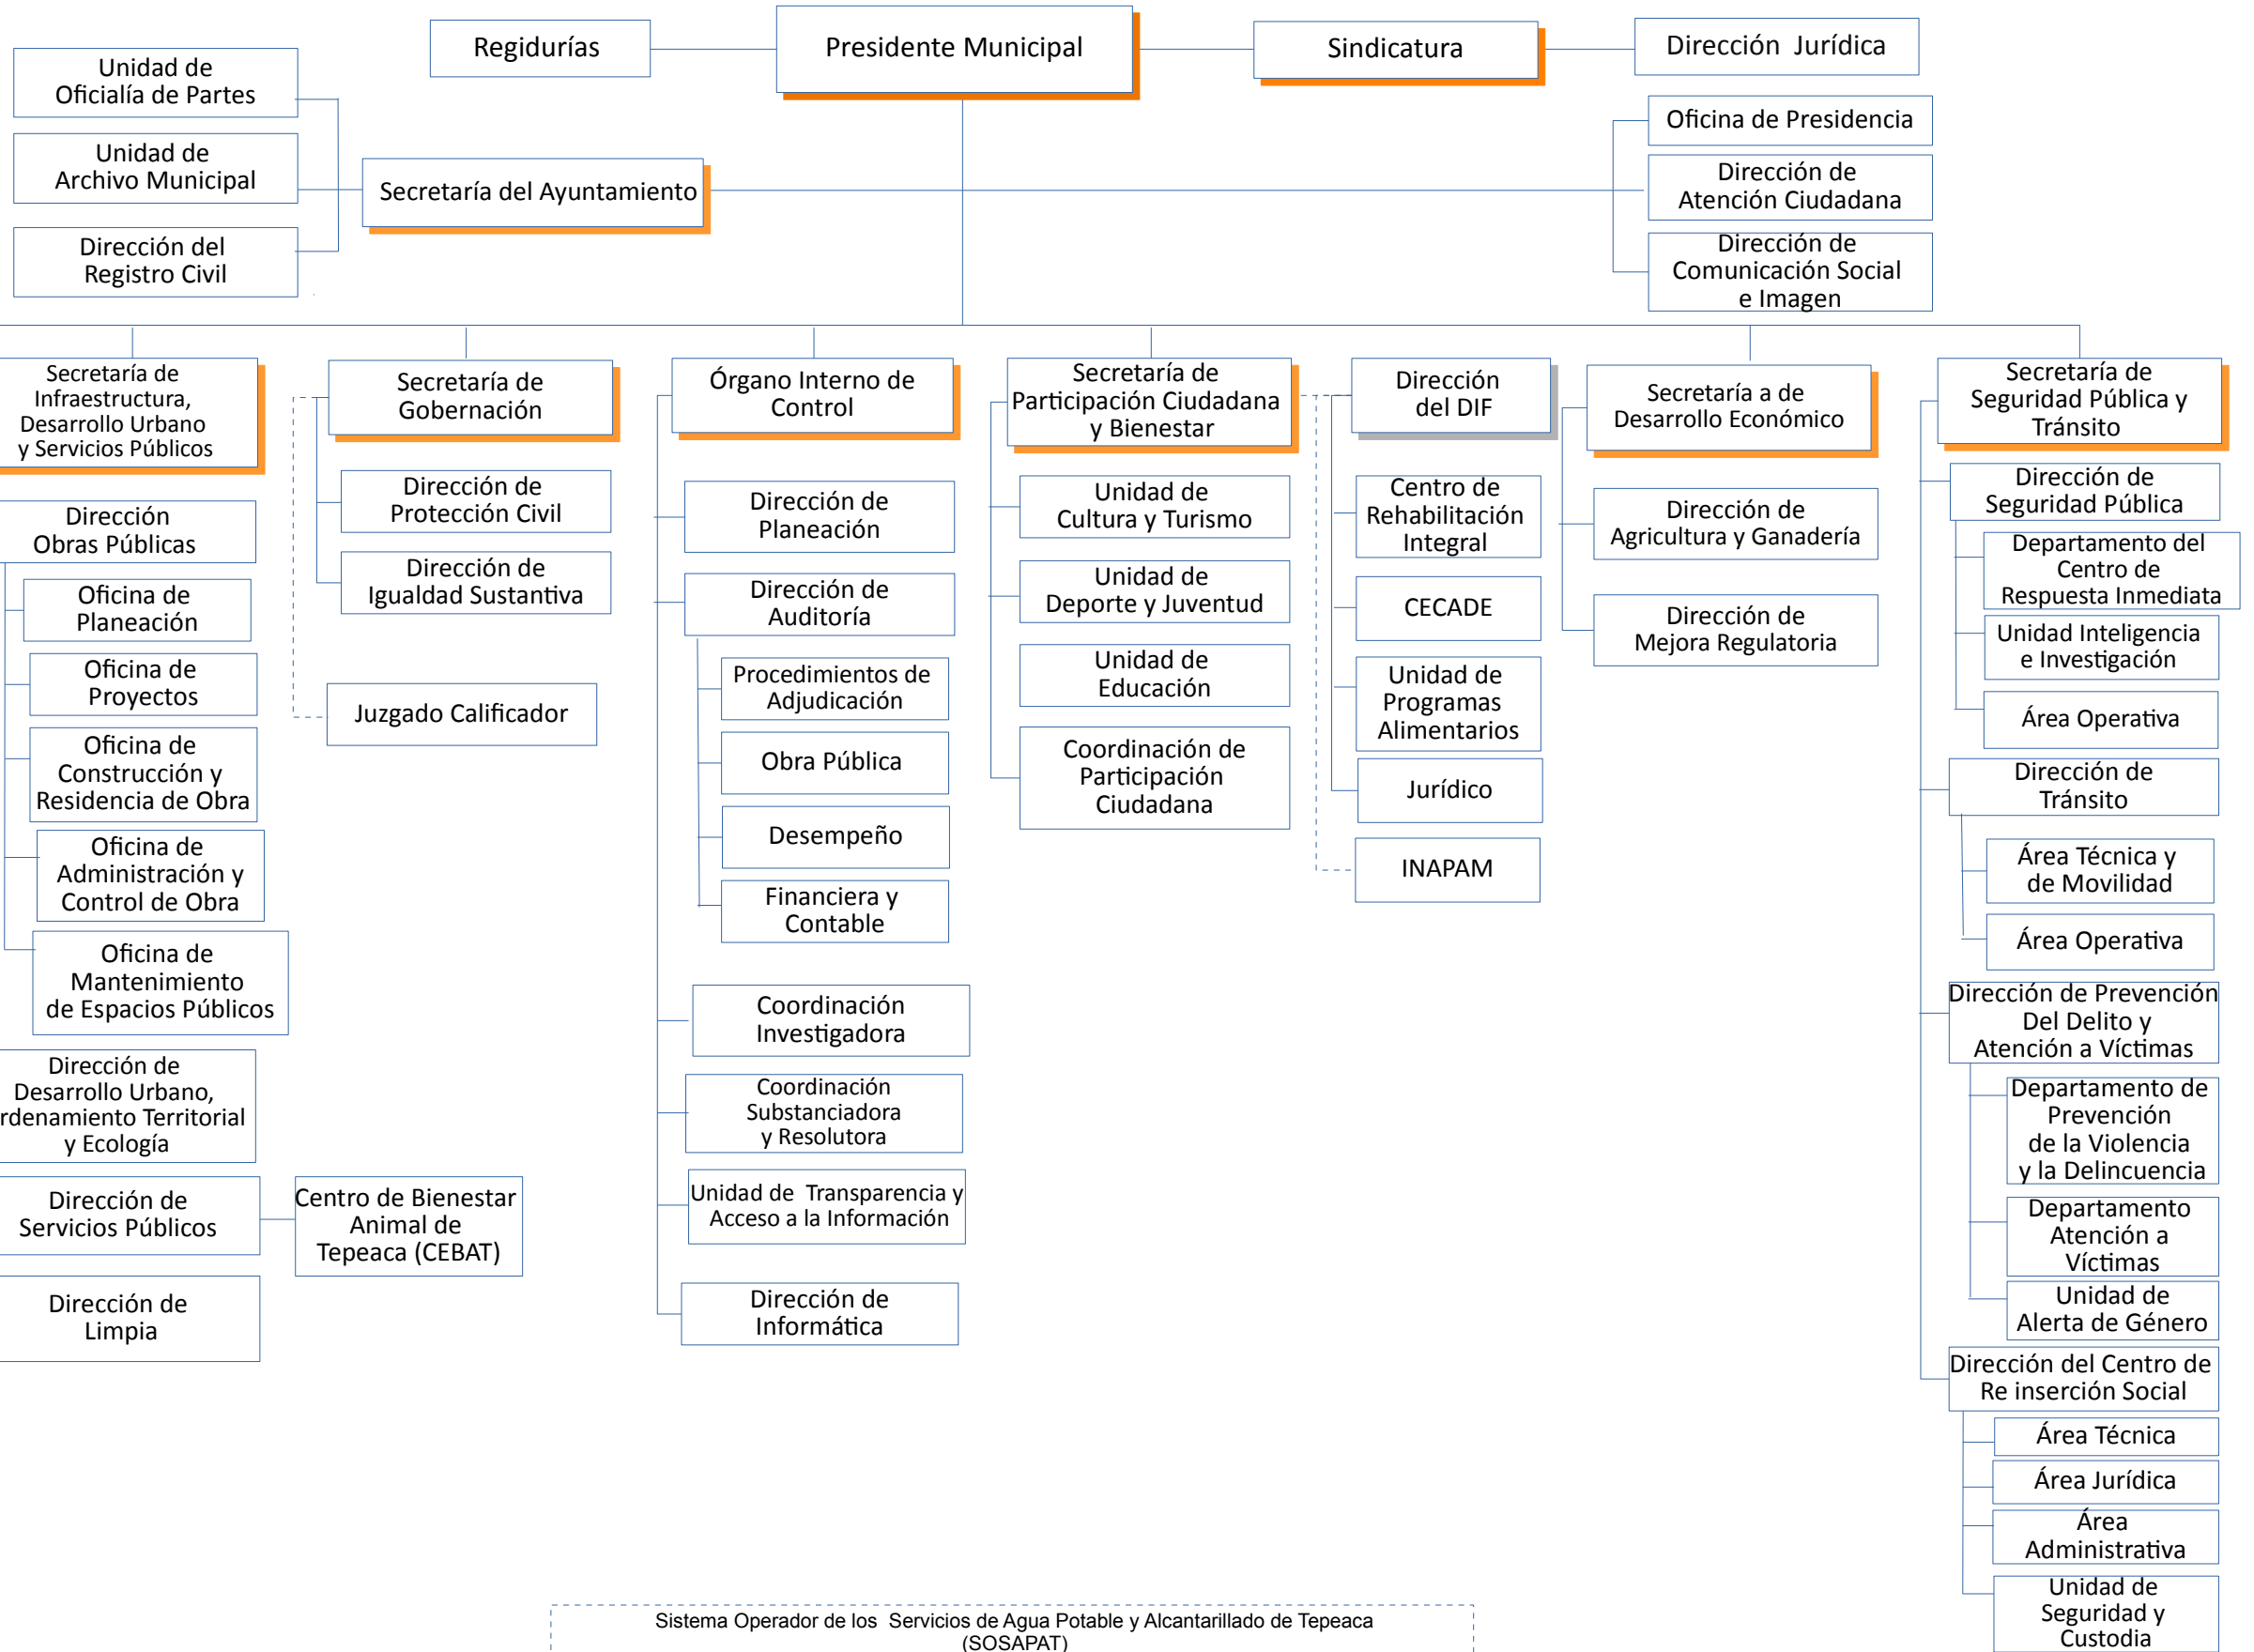 Regidurías
Presidente Municipal
Sindicatura
Dirección Jurídica
Unidad de
Oficialía de Partes
Unidad de
Archivo Municipal
Dirección del
Registro Civil
Secretaría del Ayuntamiento
Oficina de Presidencia
Dirección de
Atención Ciudadana
Dirección de
Comunicación Social
e Imagen
Secretaría de
Infraestructura,
Desarrollo Urbano
y Servicios Públicos
Dirección
Obras Públicas
Oficina de
Planeación
Oficina de
Proyectos
Oficina de
Construcción y
Residencia de Obra
Oficina de
Administración y
Control de Obra
Oficina de
Mantenimiento
de Espacios Públicos
Dirección de
Desarrollo Urbano,
rdenamiento Territorial
y Ecología
Dirección de
Servicios Públicos
Centro de Bienestar
Animal de
Tepeaca (CEBAT)
Dirección de
Limpia
Secretaría de
Gobernación
Dirección de
Protección Civil
Dirección de
Igualdad Sustantiva
Juzgado Calificador
Órgano Interno de
Control
Dirección de
Planeación
Dirección de
Auditoría
Procedimientos de
Adjudicación
Obra Pública
Desempeño
Financiera y
Contable
Coordinación
Investigadora
Coordinación
Substanciadora
y Resolutora
Unidad de Transparencia y
Acceso a la Información
Dirección de
Informática
Secretaría de
Participación Ciudadana
y Bienestar
Unidad de
Cultura y Turismo
Unidad de
Deporte y Juventud
Unidad de
Educación
Coordinación de
Participación
Ciudadana
Dirección
del DIF
Centro de
Rehabilitación
Integral
CECADE
Unidad de
Programas
Alimentarios
Jurídico
INAPAM
Secretaría a de
Desarrollo Económico
Dirección de
Agricultura y Ganadería
Dirección de
Mejora Regulatoria
Secretaría de
Seguridad Pública y
Tránsito
Dirección de
Seguridad Pública
Departamento del
Centro de
Respuesta Inmediata
Unidad Inteligencia
e Investigación
Área Operativa
Dirección de
Tránsito
Área Técnica y
de Movilidad
Área Operativa
Dirección de Prevención
Del Delito y
Atención a Víctimas
Departamento de
Prevención
de la Violencia
y la Delincuencia
Departamento
Atención a
Víctimas
Unidad de
Alerta de Género
Dirección del Centro de
Re inserción Social
Área Técnica
Área Jurídica
Área
Administrativa
Unidad de
Seguridad y
Custodia
Sistema Operador de los Servicios de Agua Potable y Alcantarillado de Tepeaca
(SOSAPAT)